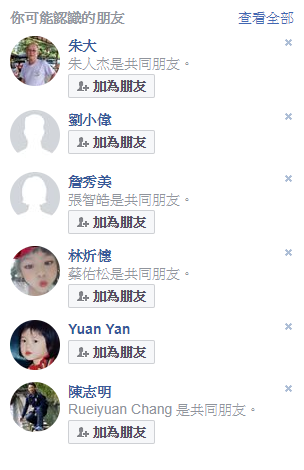 你可能認識的朋友 查看全部
朱大
朱人杰是共同朋友。
加為朋友
劉小偉
加為朋友
詹秀美
張智皓是共同朋友。
加為朋友
林炘憓
蔡佑松是共同朋友。
加為朋友
Yuan Yan
加為朋友
陳志明
Rueiyuan Chang 是共同朋友。
加為朋友